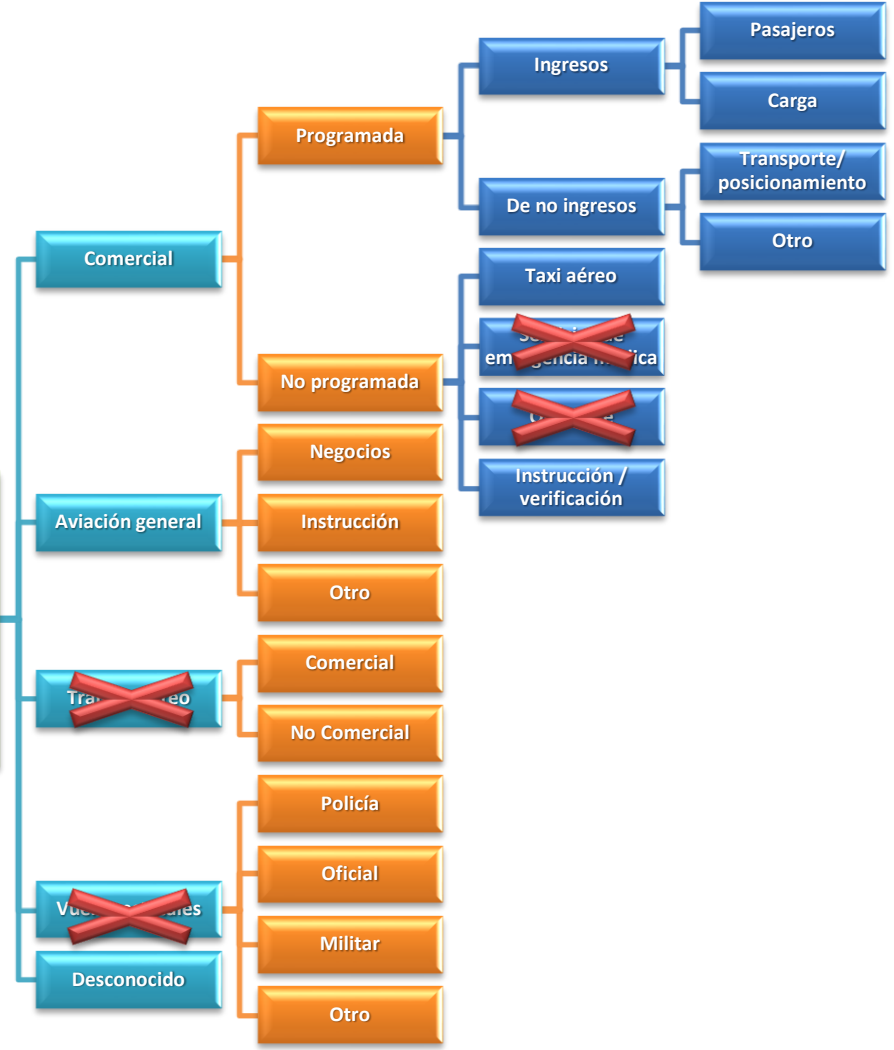 Pasajeros
Ingresos
Carga
Programada
Transporte/
posicionamiento
De no ingresos
Otro
Comercial
Taxi aéreo
de
No programada
Negocios
Instrucción /
verificación
Aviación general
Instrucción
Otro
Comercial
No Comercial
Policía
Oficial
Militar
Desconocido
Otro